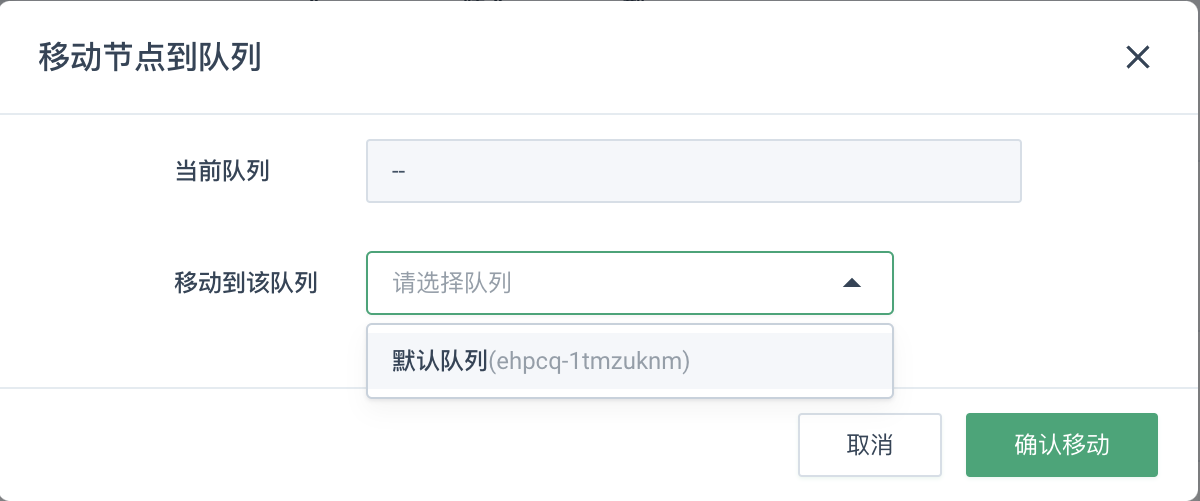 移动节点到队列
当前队列
--
移动到该队列
请选择队列
默认队列(ehpcq-1tmzuknm)
取消
确认移动